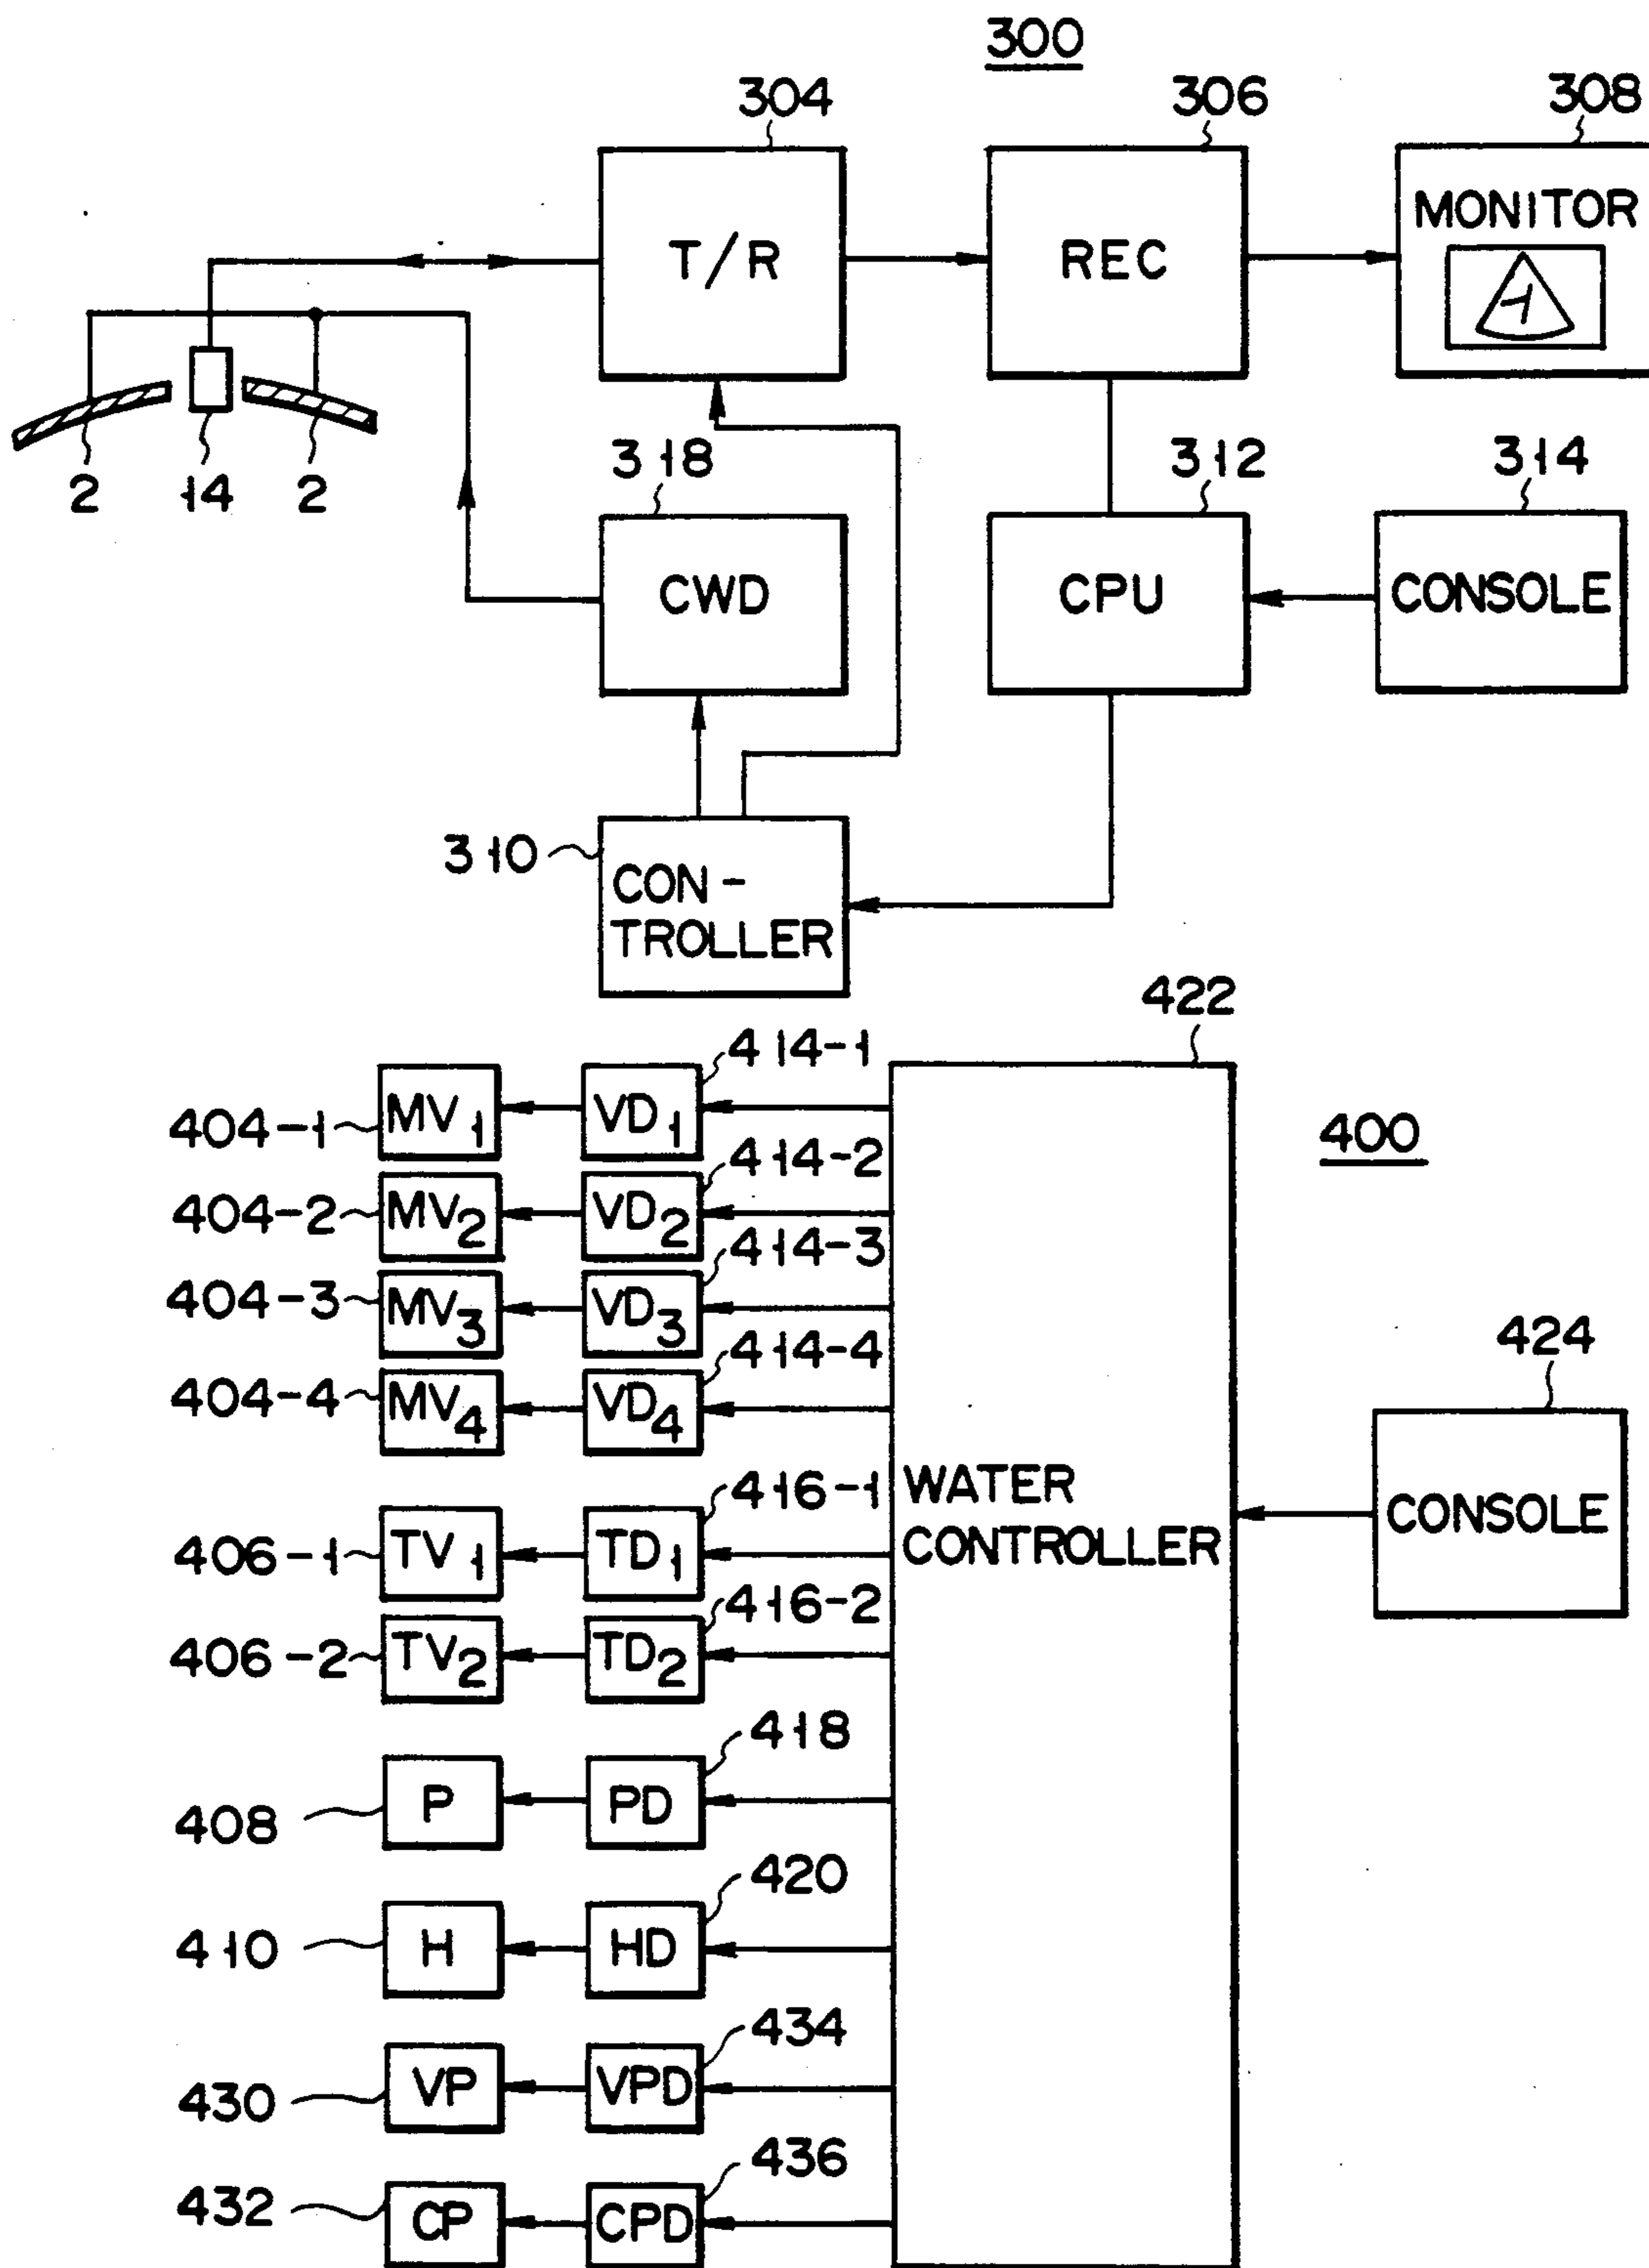 300
304
306
308
T/R
REC
MONITOR
2
14
2
318
312
314
CWD
CPU
CONSOLE
310
CON-
TROLLER
422
400
404-1
MV1
VD1
414-1
404-2
MV2
VD2
414-2
404-3
MV3
VD3
414-3
404-4
MV4
VD4
414-4
406-1
TV1
TD1
416-1
406-2
TV2
TD2
416-2
WATER
CONTROLLER
424
CONSOLE
408
P
PD
418
410
H
HD
420
430
VP
VPD
434
432
CP
CPD
436